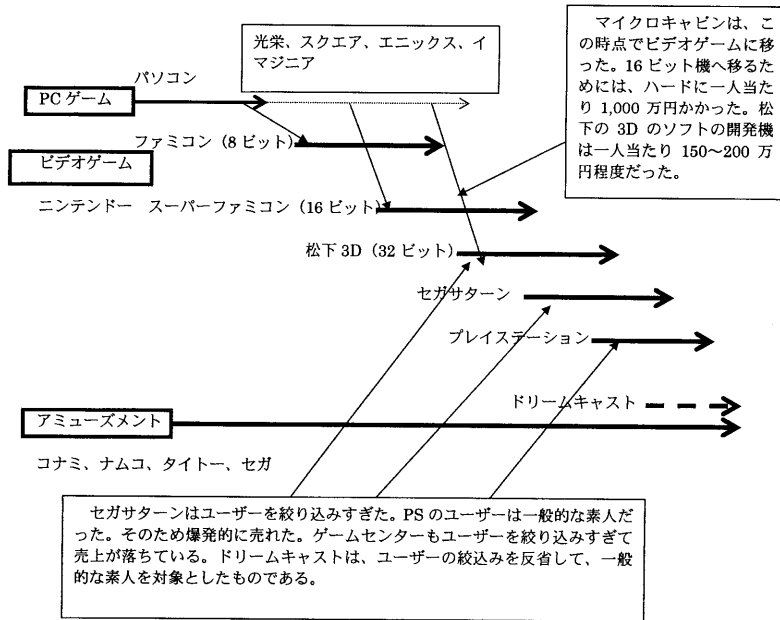 光栄、スクエア、エニックス、イ
マジニア
マイクロキャビンは、こ
の時点でビデオゲームに移
った。16 ビット機へ移るた
めには、ハードに一人当た
り 1,000 万円かかった。松
下の 3D のソフトの開発機
は一人当たり 150～200 万
円程度だった。
パソコン
PC ゲーム
ファミコン（8 ビット）
ビデオゲーム
ニンテンドー　スーパーファミコン（16 ビット）
松下 3D（32 ビット）
セガサターン
プレイステーション
ドリームキャスト
アミューズメント
コナミ、ナムコ、タイトー、セガ
セガサターンはユーザーを絞り込みすぎた。PS のユーザーは一般的な素人だ
った。そのため爆発的に売れた。ゲームセンターもユーザーを絞り込みすぎて
売上が落ちている。ドリームキャストは、ユーザーの絞込みを反省して、一般
的な素人を対象としたものである。